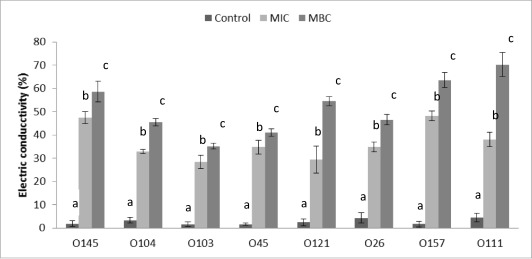 Control MIC MBC
80
70
60
50
40
30
20
10
0
Electric conducctivity (%)
a b c a b c a b c a b c a b c a b c a b c a b c
O145 O104 O103 O45 O121 O26 O157 O111